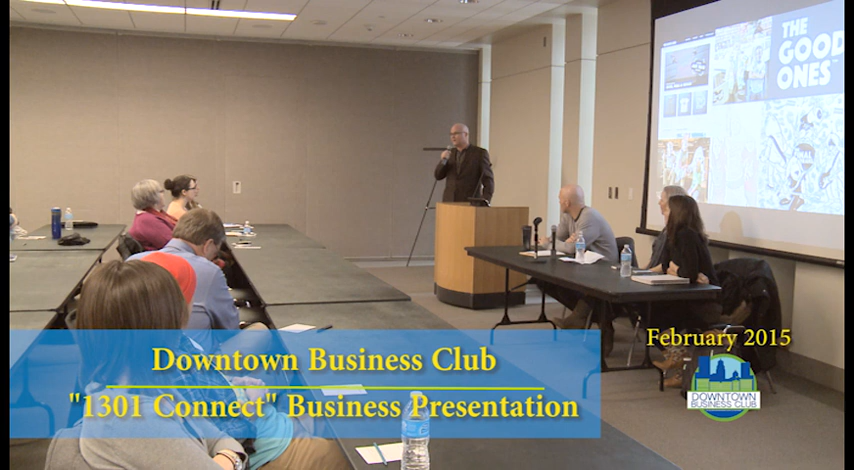 THE
GOOD
ONES
February 2015
Downtown Business Club
"1301 Connect" Business Presentation
DOWNTOWN
BUSINESS CLUB